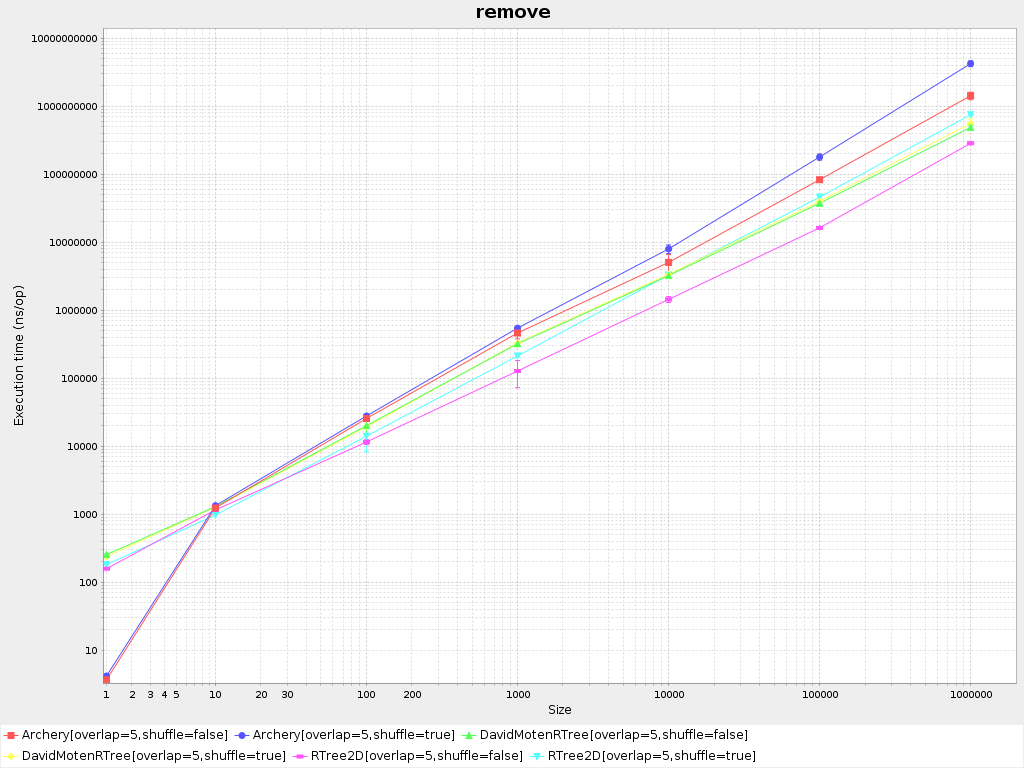 remove
10000000000
1000000000
100000000
10000000
1000000
100000
10000
1000
100
10
Execution time (ns/op)
1 2 3 4 5 10 20 30 100 200 1000 10000 100000 1000000
Size
Archery[overlap=5,shuffle=false] Archery[overlap=5,shuffle=true] DavidMotenRTree[overlap=5,shuffle=false]
DavidMotenRTree[overlap=5,shuffle=true] RTree2D[overlap=5,shuffle=false] RTree2D[overlap=5,shuffle=true]